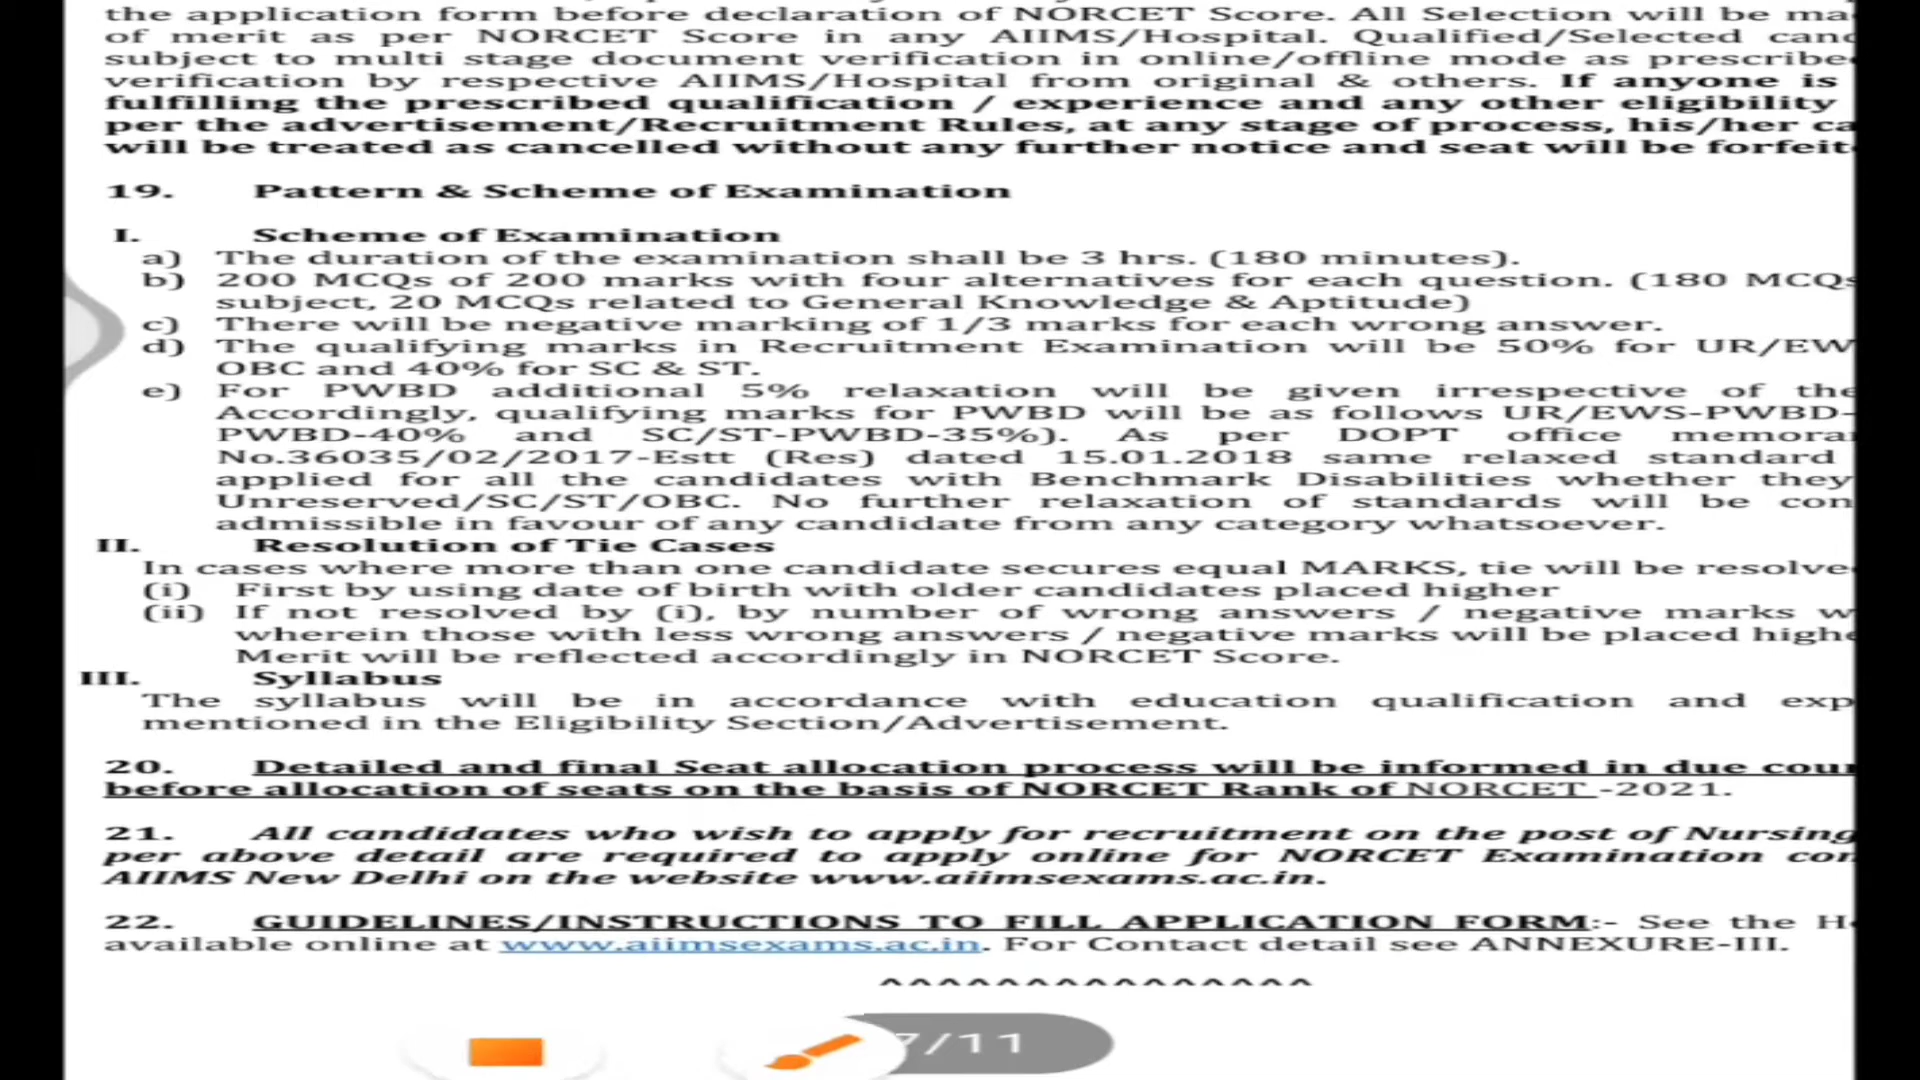 the application form before declaration of NORCET Score. All Selection will be ma
of merit as per NORCET Score in any AIIMS/Hospital. Qualified/Selected cand
subject to multi stage document verification in online/offline mode as prescribe
verification by respective AIIMS/Hospital from original & others. If anyone is
fulfilling the prescribed qualification / experience and any other eligibility
per the advertisement/Recruitment Rules, at any stage of process, his/her ca
will be treated as cancelled without any further notice and seat will be forfeit
19. Pattern & Scheme of Examination
I. Scheme of Examination
a) The duration of the examination shall be 3 hrs. (180 minutes).
b) 200 MCQs of 200 marks with four alternatives for each question. (180 MCQs
subject, 20 MCQs related to General Knowledge & Aptitude)
c) There will be negative marking of 1/3 marks for each wrong answer.
d) The qualifying marks in Recruitment Examination will be 50% for UR/EW
OBC and 40% for SC & ST.
e) For PWBD additional 5% relaxation will be given irrespective of the
Accordingly, qualifying marks for PWBD will be as follows UR/EWS-PWBD-
PWBD-40% and SC/ST-PWBD-35%). As per DOPT office memora
No.36035/02/2017-Estt (Res) dated 15.01.2018 same relaxed standard
applied for all the candidates with Benchmark Disabilities whether they
Unreserved/SC/ST/OBC. No further relaxation of standards will be con
admissible in favour of any candidate from any category whatsoever.
II. Resolution of Tie Cases
In cases where more than one candidate secures equal MARKS, tie will be resolve
(i) First by using date of birth with older candidates placed higher
(ii) If not resolved by (i), by number of wrong answers / negative marks w
wherein those with less wrong answers / negative marks will be placed highe
Merit will be reflected accordingly in NORCET Score.
III. Syllabus
The syllabus will be in accordance with education qualification and exp
mentioned in the Eligibility Section/Advertisement.
20. Detailed and final Seat allocation process will be informed in due cour
before allocation of seats on the basis of NORCET Rank of NORCET -2021.
21. All candidates who wish to apply for recruitment on the post of Nursing
per above detail are required to apply online for NORCET Examination con
AIIMS New Delhi on the website www.aiimsexams.ac.in.
22. GUIDELINES/INSTRUCTIONS TO FILL APPLICATION FORM:- See the H
available online at www.aiimsexams.ac.in. For Contact detail see ANNEXURE-III.
^^^^^^^^^^^^^^^
7/11